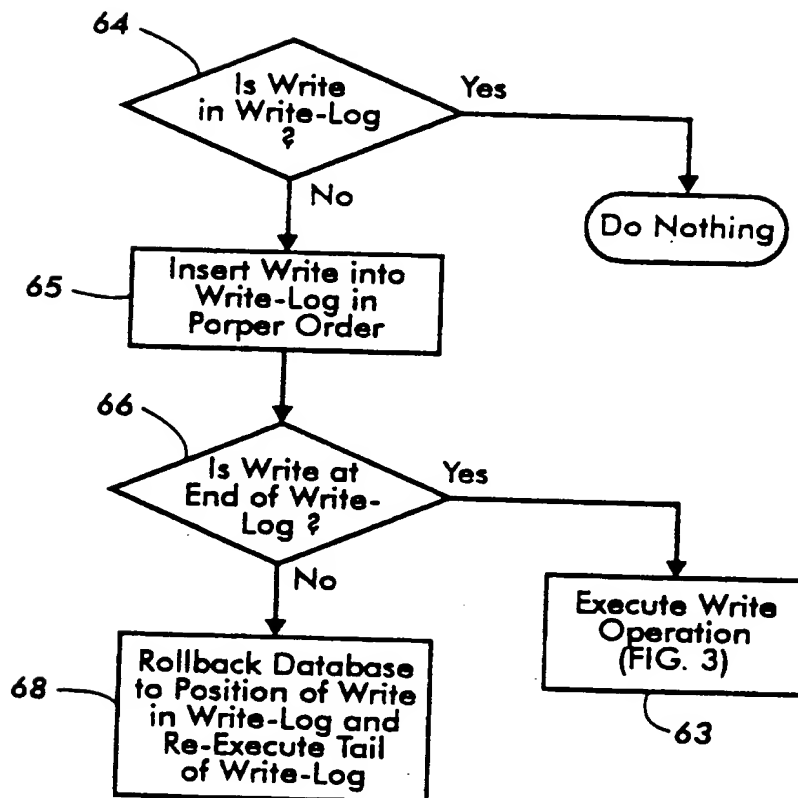 64
Is Write
in Write-Log
?
Yes
No
Do Nothing
65
Insert Write into
Write-Log in
Porper Order
66
Is Write at
End of Write-
Log ?
Yes
No
Execute Write
Operation
(FIG. 3)
63
68
Rollback Database
to Position of Write
in Write-Log and
Re-Execute Tail
of Write-Log